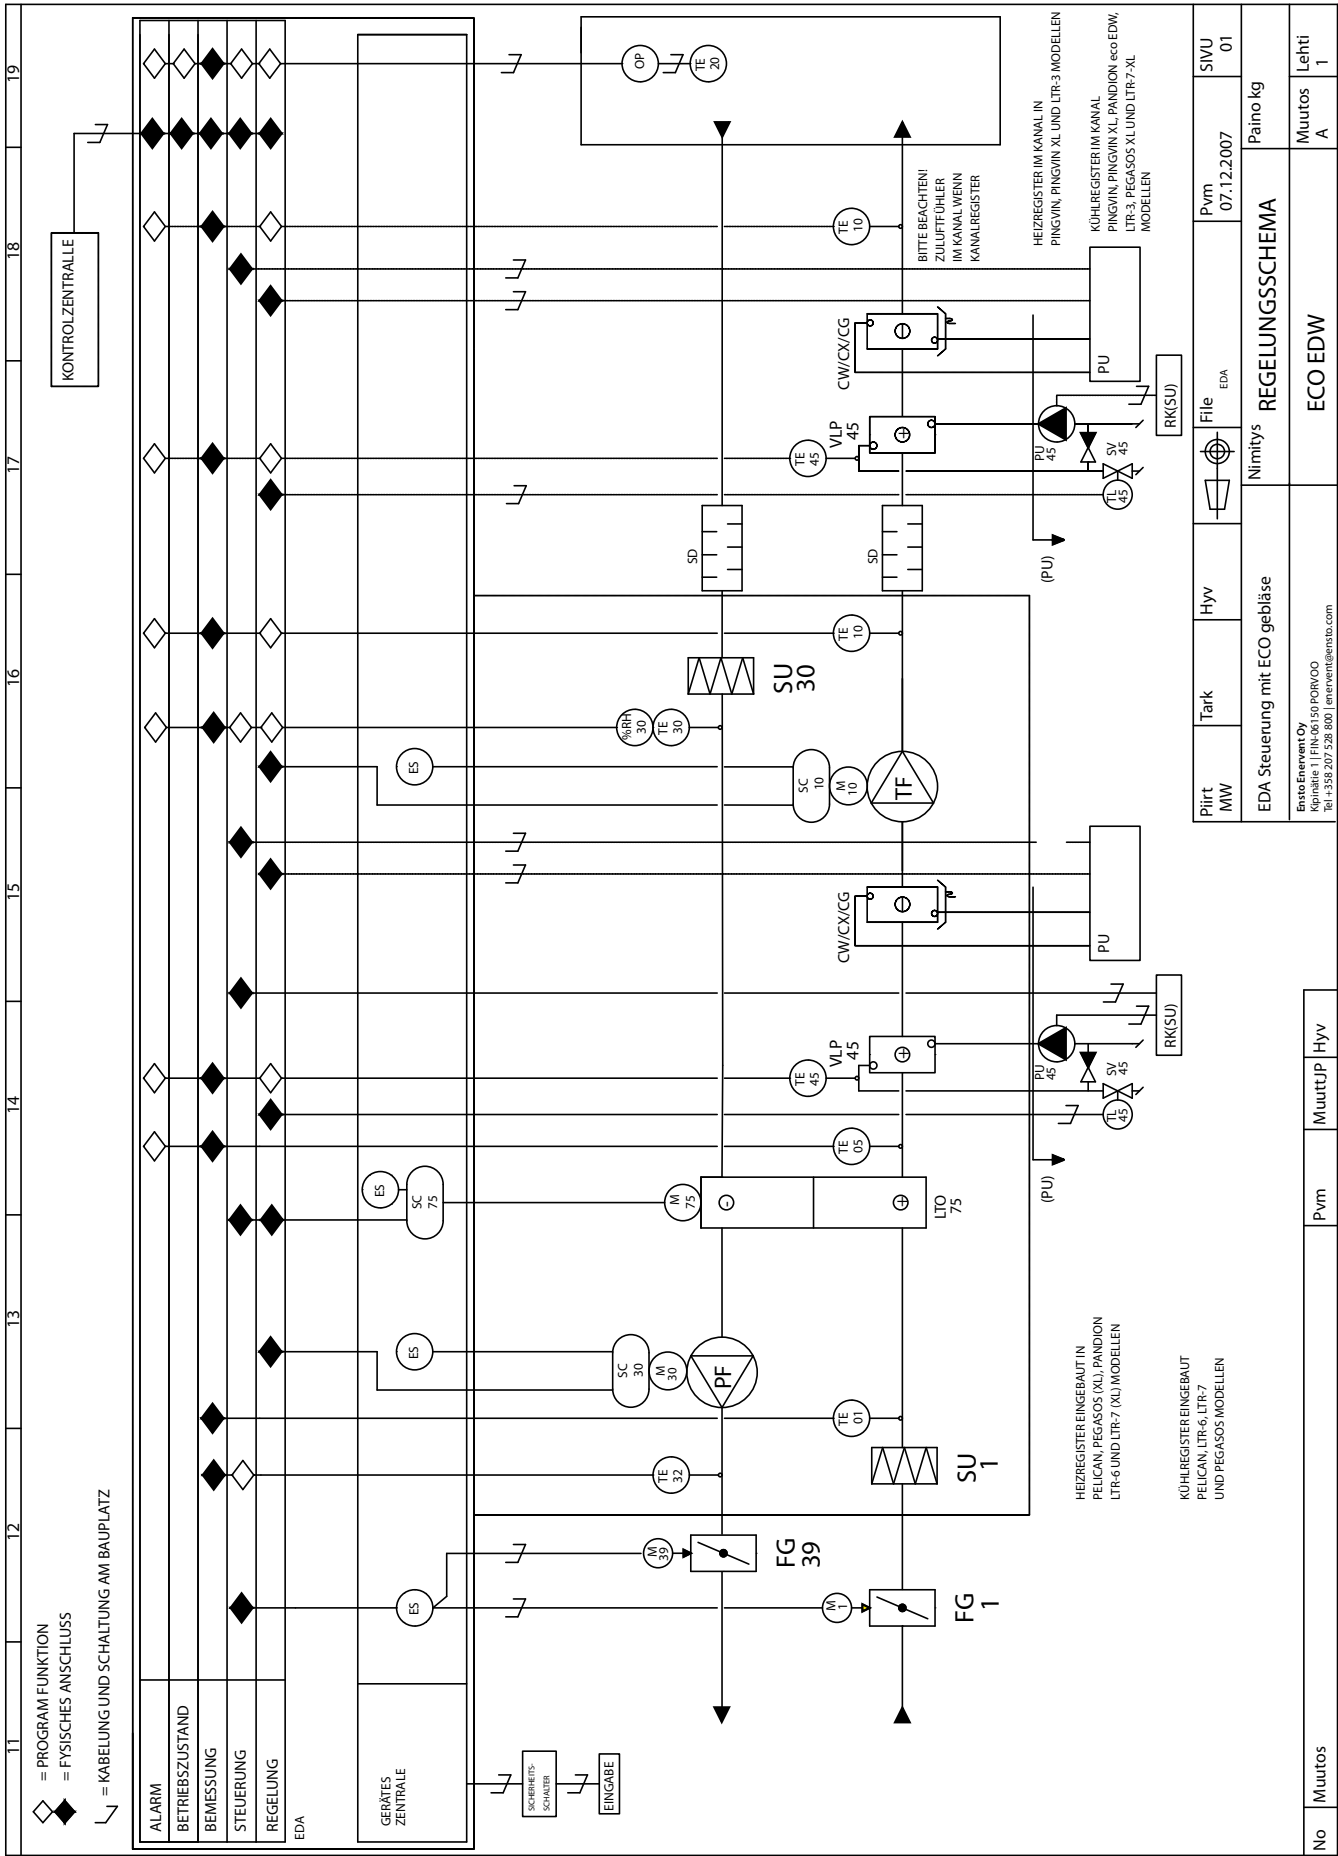 11
12
13
14
15
16
17
18
19
= PROGRAM FUNKTION
= FYSISCHES ANSCHLUSS
= KABELUNG UND SCHALTUNG AM BAUPLATZ
KONTROLZENTRALLE
ALARM
BETRIEBSZUSTAND
BEMESSUNG
STEUERUNG
REGELUNG
EDA
GERÄTES
ZENTRALE
SICHERHEITS-
SCHALTER
EINGABE
ES
ES
ES
SC
75
ES
M
39
FG
39
M
1
FG
1
TE
32
TE
01
SU
1
SC
30
M
30
PF
M
75
-
+
LTO
75
TE
05
TE
45
VLP
45
+
PU
45
SV
45
TL
45
(PU)
RK(SU)
CW/CX/CG
PU
SC
10
M
10
TF
%RH
30
TE
30
SU
30
TE
10
SD
SD
TE
45
VLP
45
+
PU
45
SV
45
TL
45
(PU)
RK(SU)
CW/CX/CG
PU
TE
10
OP
TE
20
BITTE BEACHTEN!
ZULUFTFÜHLER
IM KANAL WENN
KANALREGISTER
HEIZREGISTER IM KANAL IN
PINGVIN, PINGVIN XL UND LTR-3 MODELLEN
KÜHLREGISTER IM KANAL
PINGVIN, PINGVIN XL, PANDION eco EDW,
LTR-3, PEGASOS XL UND LTR-7-XL
MODELLEN
HEIZREGISTER EINGEBAUT IN
PELICAN, PEGASOS (XL), PANDION
LTR-6 UND LTR-7 (XL) MODELLEN
KÜHLREGISTER EINGEBAUT
PELICAN, LTR-6, LTR-7
UND PEGASOS MODELLEN
Piirt
MW
Tark
Hyv
File
EDA
Pvm
07.12.2007
SIVU
01
EDA Steuerung mit ECO gebläse
Nimitys
REGELUNGSSCHEMA
Paino kg
Ensto Enervent Oy
Kipinätie 1 | FIN-06150 PORVOO
Tel +358 207 528 800 | enervent@ensto.com
ECO EDW
Muutos
A
Lehti
1
No
Muutos
Pvm
MuuttJP
Hyv